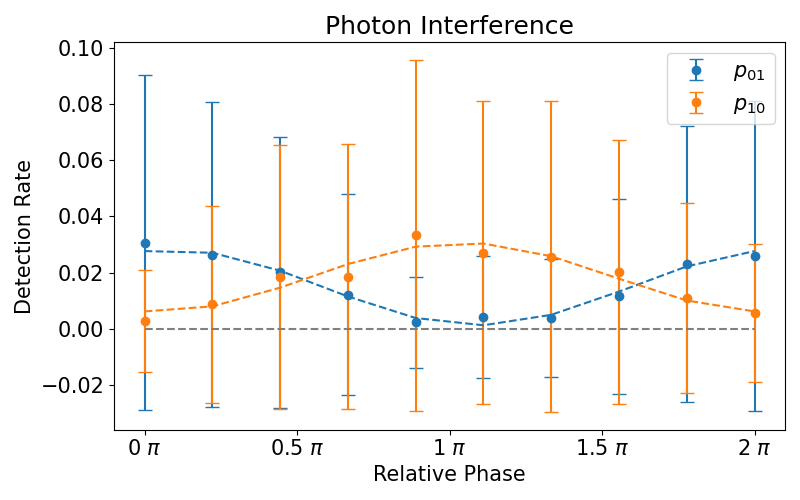 Photon Interference
0.10
0.08
0.06
0.04
0.02
0.00
−0.02
Detection Rate
p₀₁
p₁₀
0 π
0.5 π
1 π
1.5 π
2 π
Relative Phase